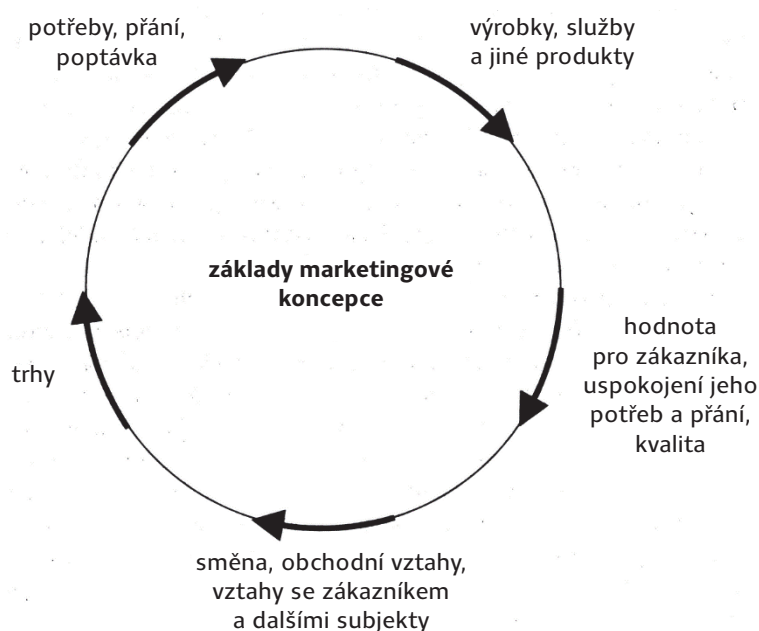 potřeby, přání,
poptávka
výrobky, služby
a jiné produkty
základy marketingové
koncepce
hodnota
pro zákazníka,
uspokojení jeho
potřeb a přání,
kvalita
trhy
směna, obchodní vztahy,
vztahy se zákazníkem
a dalšími subjekty